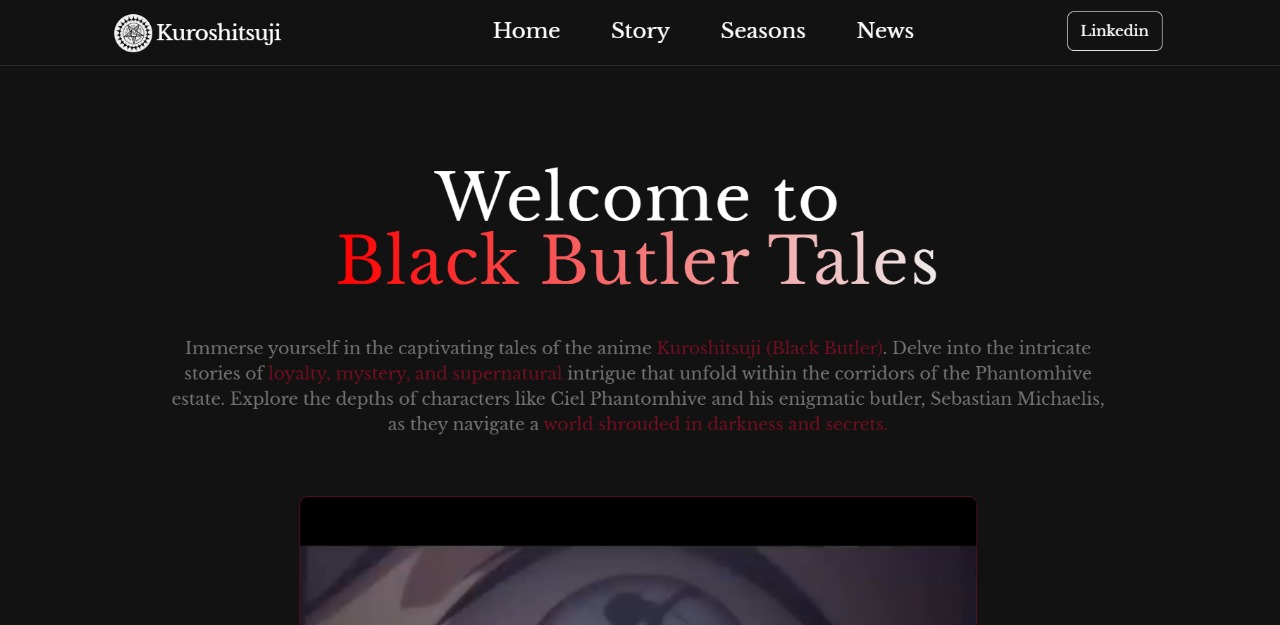 Kuroshitsuji
Home Story Seasons News
Linkedin
Welcome to
Black Butler Tales
Immerse yourself in the captivating tales of the anime Kuroshitsuji (Black Butler). Delve into the intricate
stories of loyalty, mystery, and supernatural intrigue that unfold within the corridors of the Phantomhive
estate. Explore the depths of characters like Ciel Phantomhive and his enigmatic butler, Sebastian Michaelis,
as they navigate a world shrouded in darkness and secrets.